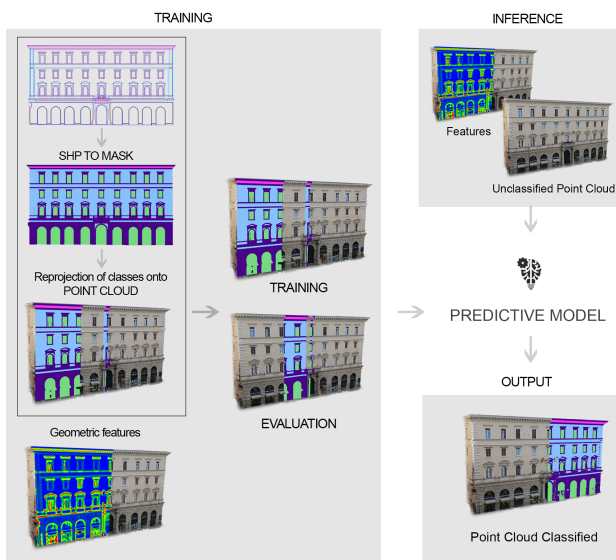 TRAINING
SHP TO MASK
Reprojection of classes onto
POINT CLOUD
Geometric features
TRAINING
EVALUATION
INFERENCE
Features
Unclassified Point Cloud
PREDICTIVE MODEL
OUTPUT
Point Cloud Classified